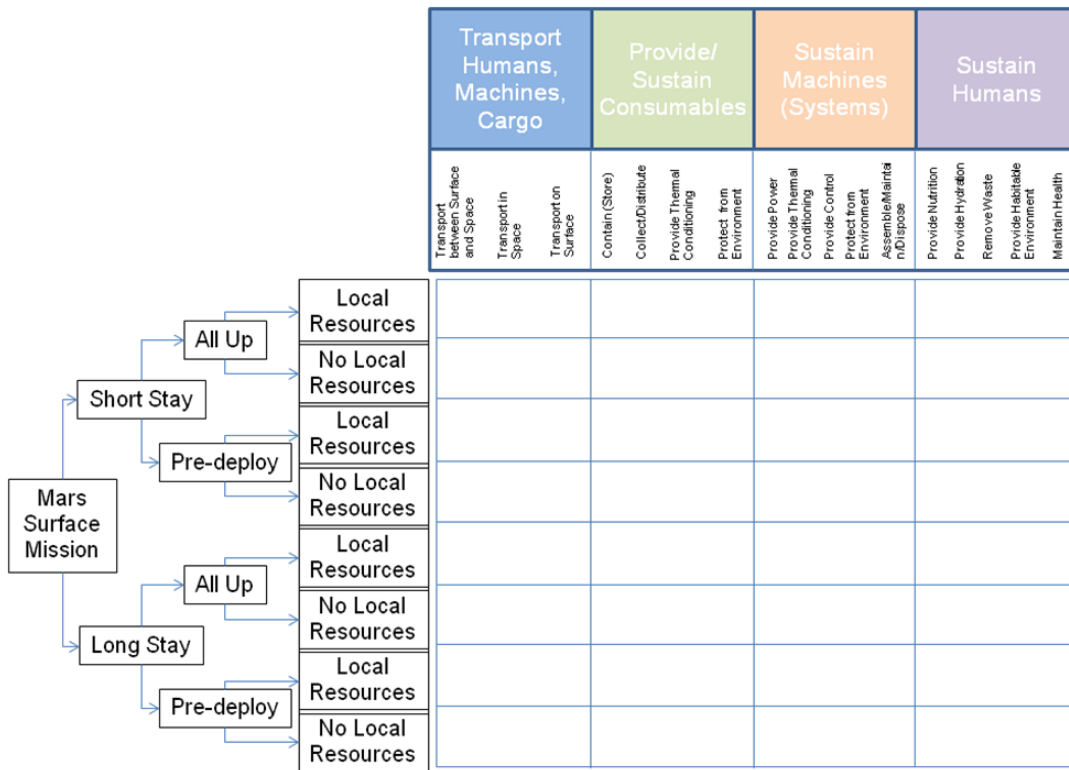 Transport
Humans,
Machines,
Cargo
Provide/
Sustain
Consumables
Sustain
Machines
(Systems)
Sustain
Humans
Transport
between Surface
and Space
Transport in
Space
Transport on
Surface
Contain (Store)
Collect/Distribute
Provide Thermal
Conditioning
Protect from
Environment
Provide Power
Provide Thermal
Conditioning
Provide Control
Protect from
Environment
Assemble/Maintai
n/Dispose
Provide Nutrition
Provide Hydration
Remove Waste
Provide Habitable
Environment
Maintain Health
Mars
Surface
Mission
Short Stay
All Up
Local
Resources
No Local
Resources
Pre-deploy
Local
Resources
No Local
Resources
Long Stay
All Up
Local
Resources
No Local
Resources
Pre-deploy
Local
Resources
No Local
Resources